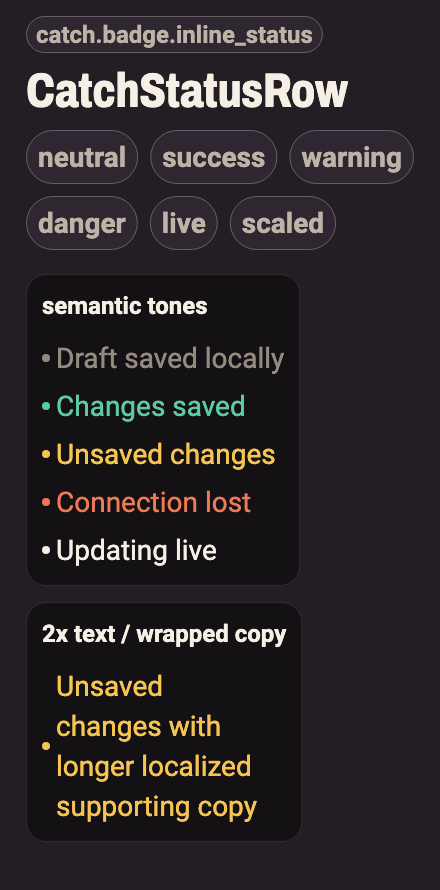 catch.badge.inline_status
CatchStatusRow
neutral success warning
danger live scaled
semantic tones
• Draft saved locally
• Changes saved
• Unsaved changes
• Connection lost
• Updating live
2x text / wrapped copy
Unsaved
changes with
• longer localized
supporting copy